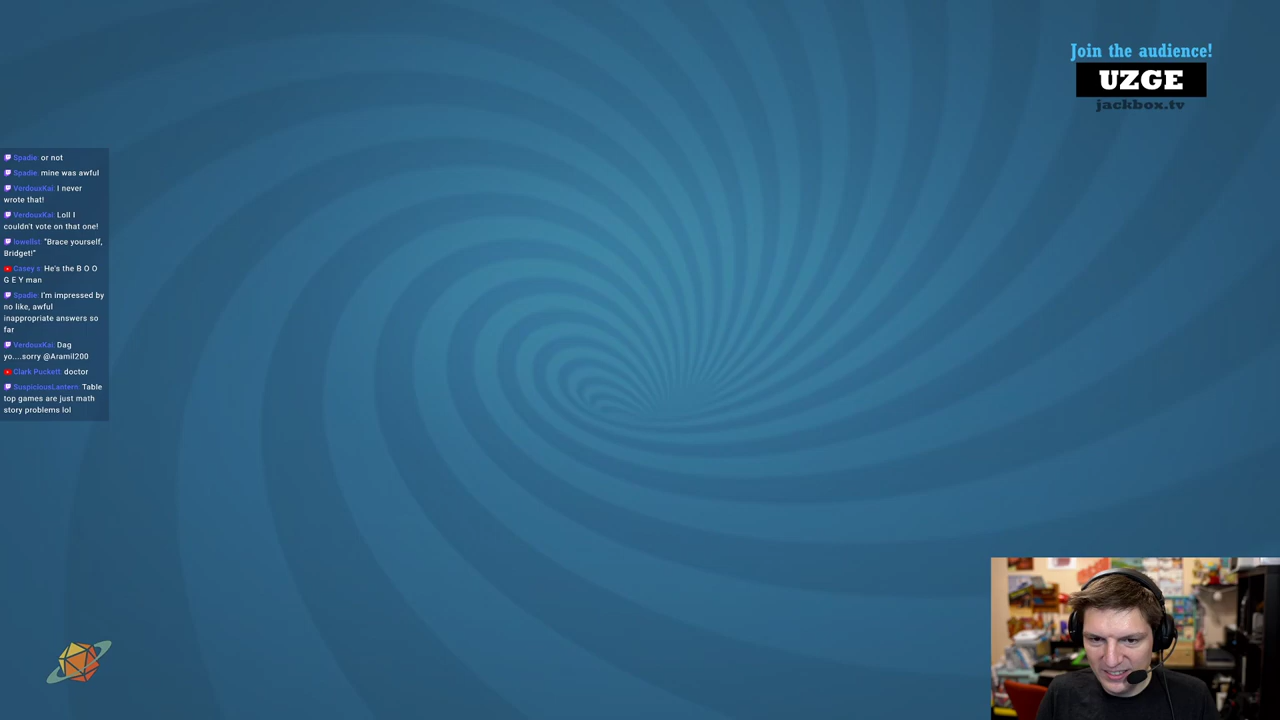 Join the audience!
UZGE
jackbox.tv
Spadie: or not
Spadie: mine was awful
VerdouxKai: I never
wrote that!
VerdouxKai: Loll I
couldn't vote on that one!
lowelist: "Brace yourself,
Bridget!"
Casey s: He's the B O O
G E Y man
Spadie: I'm impressed by
no like, awful
inappropriate answers so
far
VerdouxKai: Dag
yo....sorry @Aramil200
Clark Puckett: doctor
SuspiciousLantern: Table
top games are just math
story problems lol